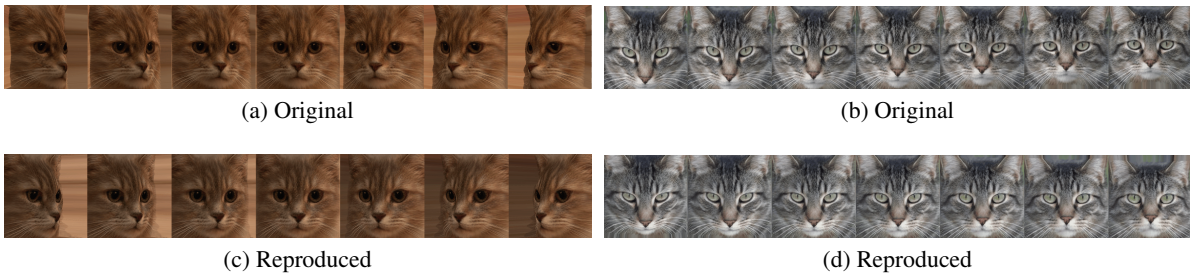 (a) Original
(b) Original
(c) Reproduced
(d) Reproduced